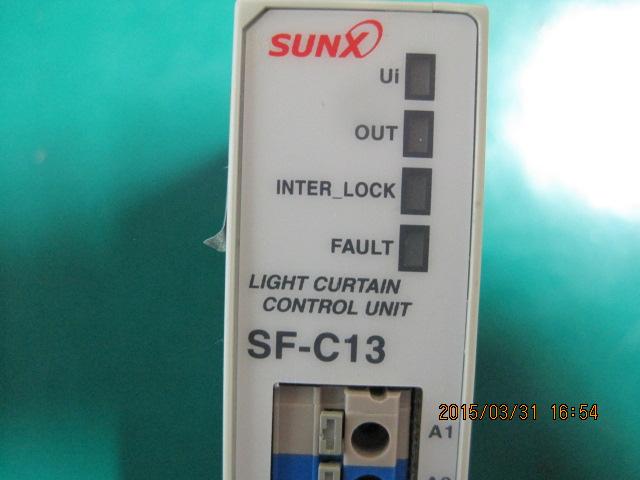 SUNX
Ui
OUT
INTER_LOCK
FAULT
LIGHT CURTAIN
CONTROL UNIT
SF-C13
2015/03/31 16:54
A1